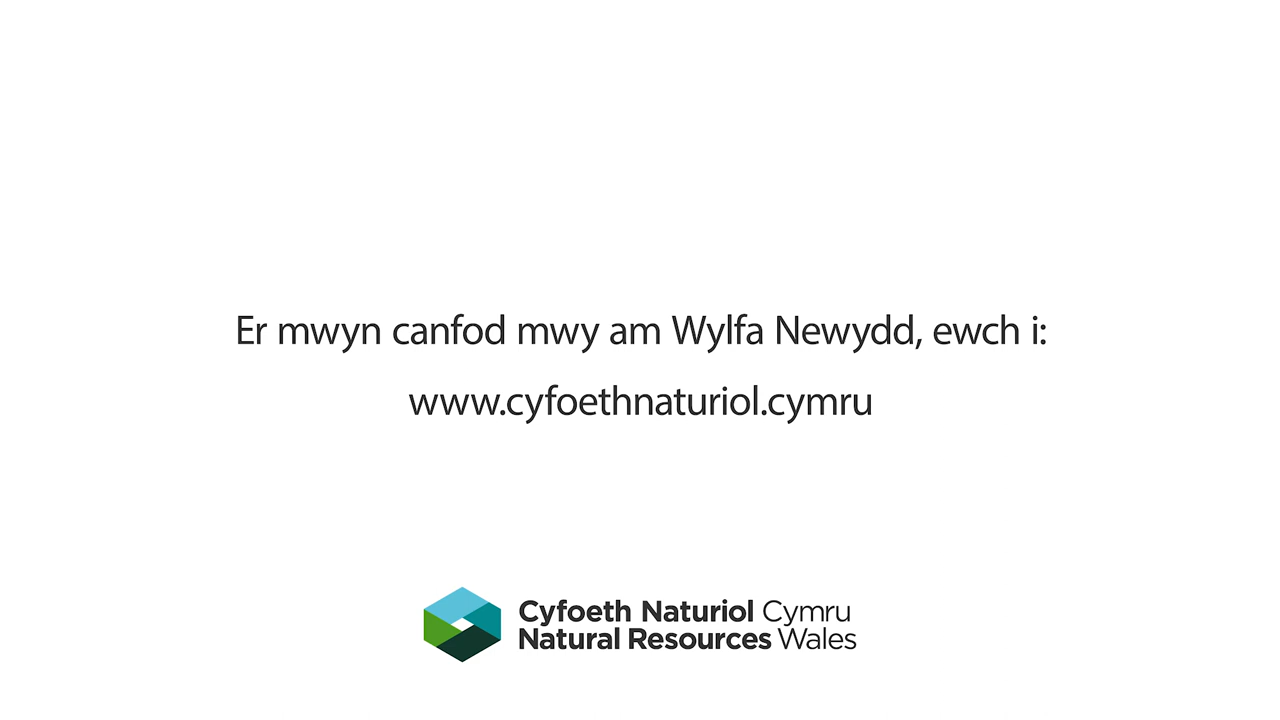 Er mwyn canfod mwy am Wylfa Newydd, ewch i:
www.cyfoethnaturiol.cymru
Cyfoeth Naturiol Cymru
Natural Resources Wales